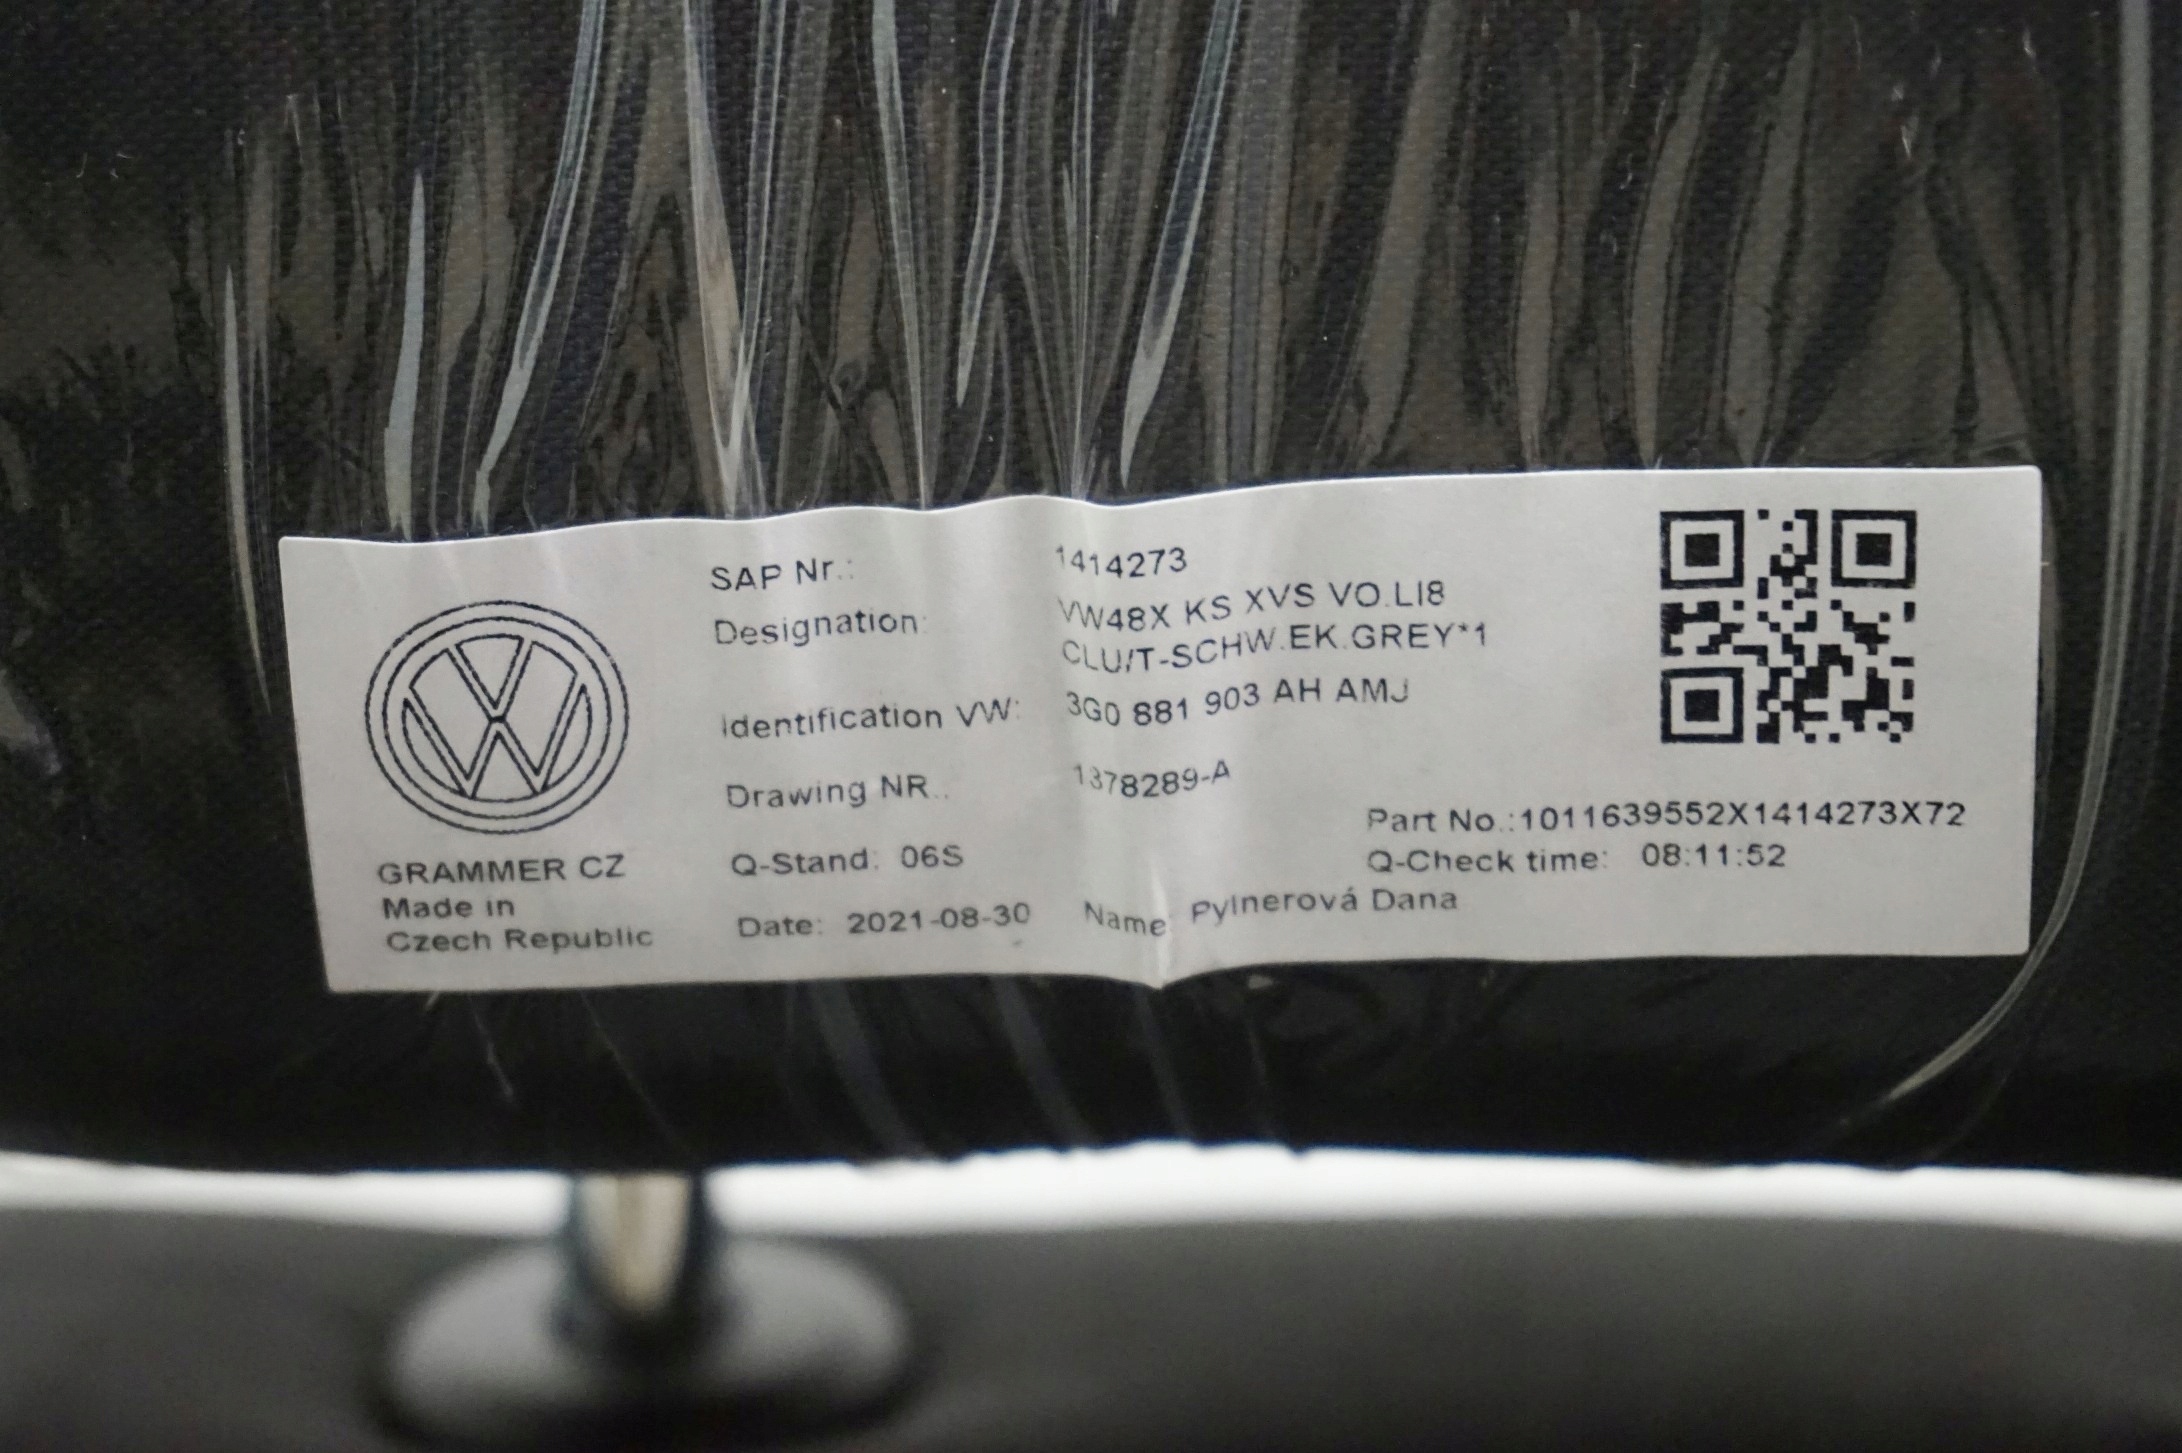 SAP Nr.: 1414273
Designation: VW48X KS XVS VO.LI8
CLU/T-SCHW.EK.GREY*1
Identification VW: 3G0 881 903 AH AMJ
Drawing NR.: 1378289-A
Part No.:1011639552X1414273X72
Q-Stand: 06S
Q-Check time: 08:11:52
Date: 2021-08-30 Name: Pylnerová Dana
GRAMMER CZ
Made in
Czech Republic